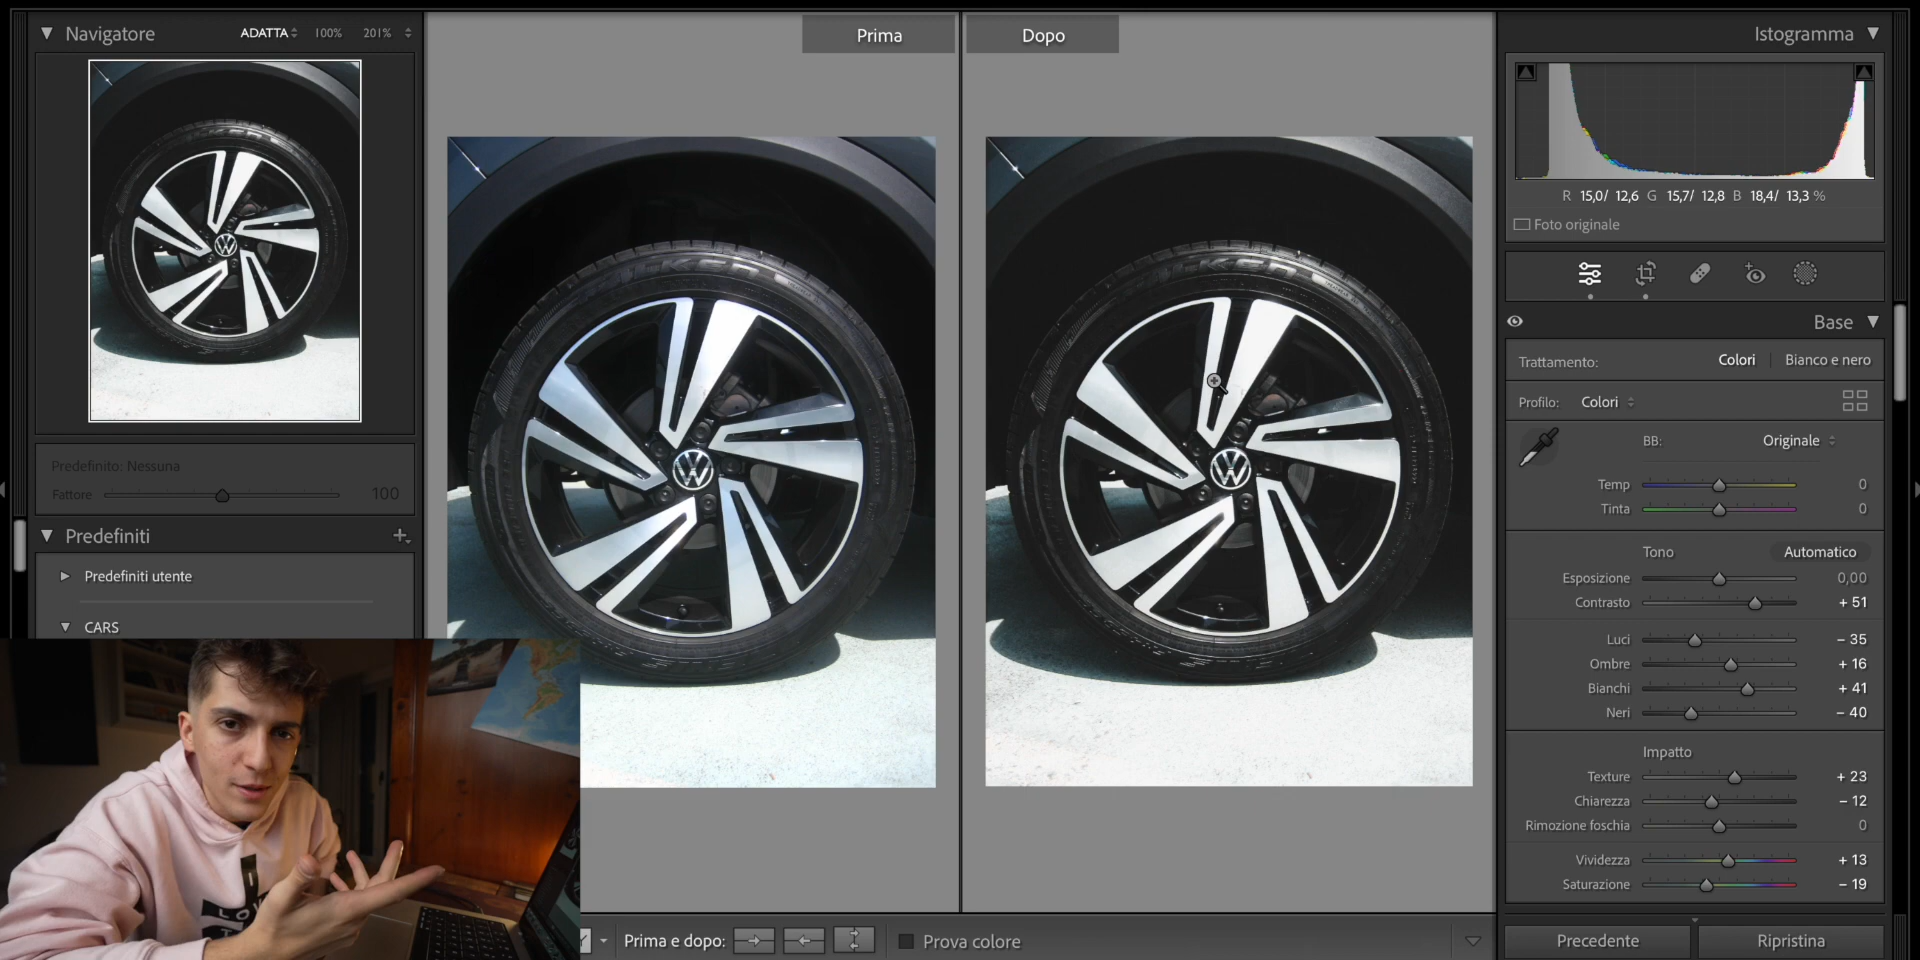 Navigatore
ADATTA 100% 201%
Predefinito: Nessuna
Fattore 100
Predefiniti
Predefiniti utente
CARS
Prima
Dopo
Prima e dopo:
Prova colore
Istogramma
R 15,0/ 12,6 G 15,7/ 12,8 B 18,4/ 13,3 %
Foto originale
Base
Trattamento: Colori Bianco e nero
Profilo: Colori
BB: Originale
Temp 0
Tinta 0
Tono Automatico
Esposizione 0,00
Contrasto + 51
Luci − 35
Ombre + 16
Bianchi + 41
Neri − 40
Impatto
Texture + 23
Chiarezza − 12
Rimozione foschia 0
Vividezza + 13
Saturazione − 19
Precedente Ripristina